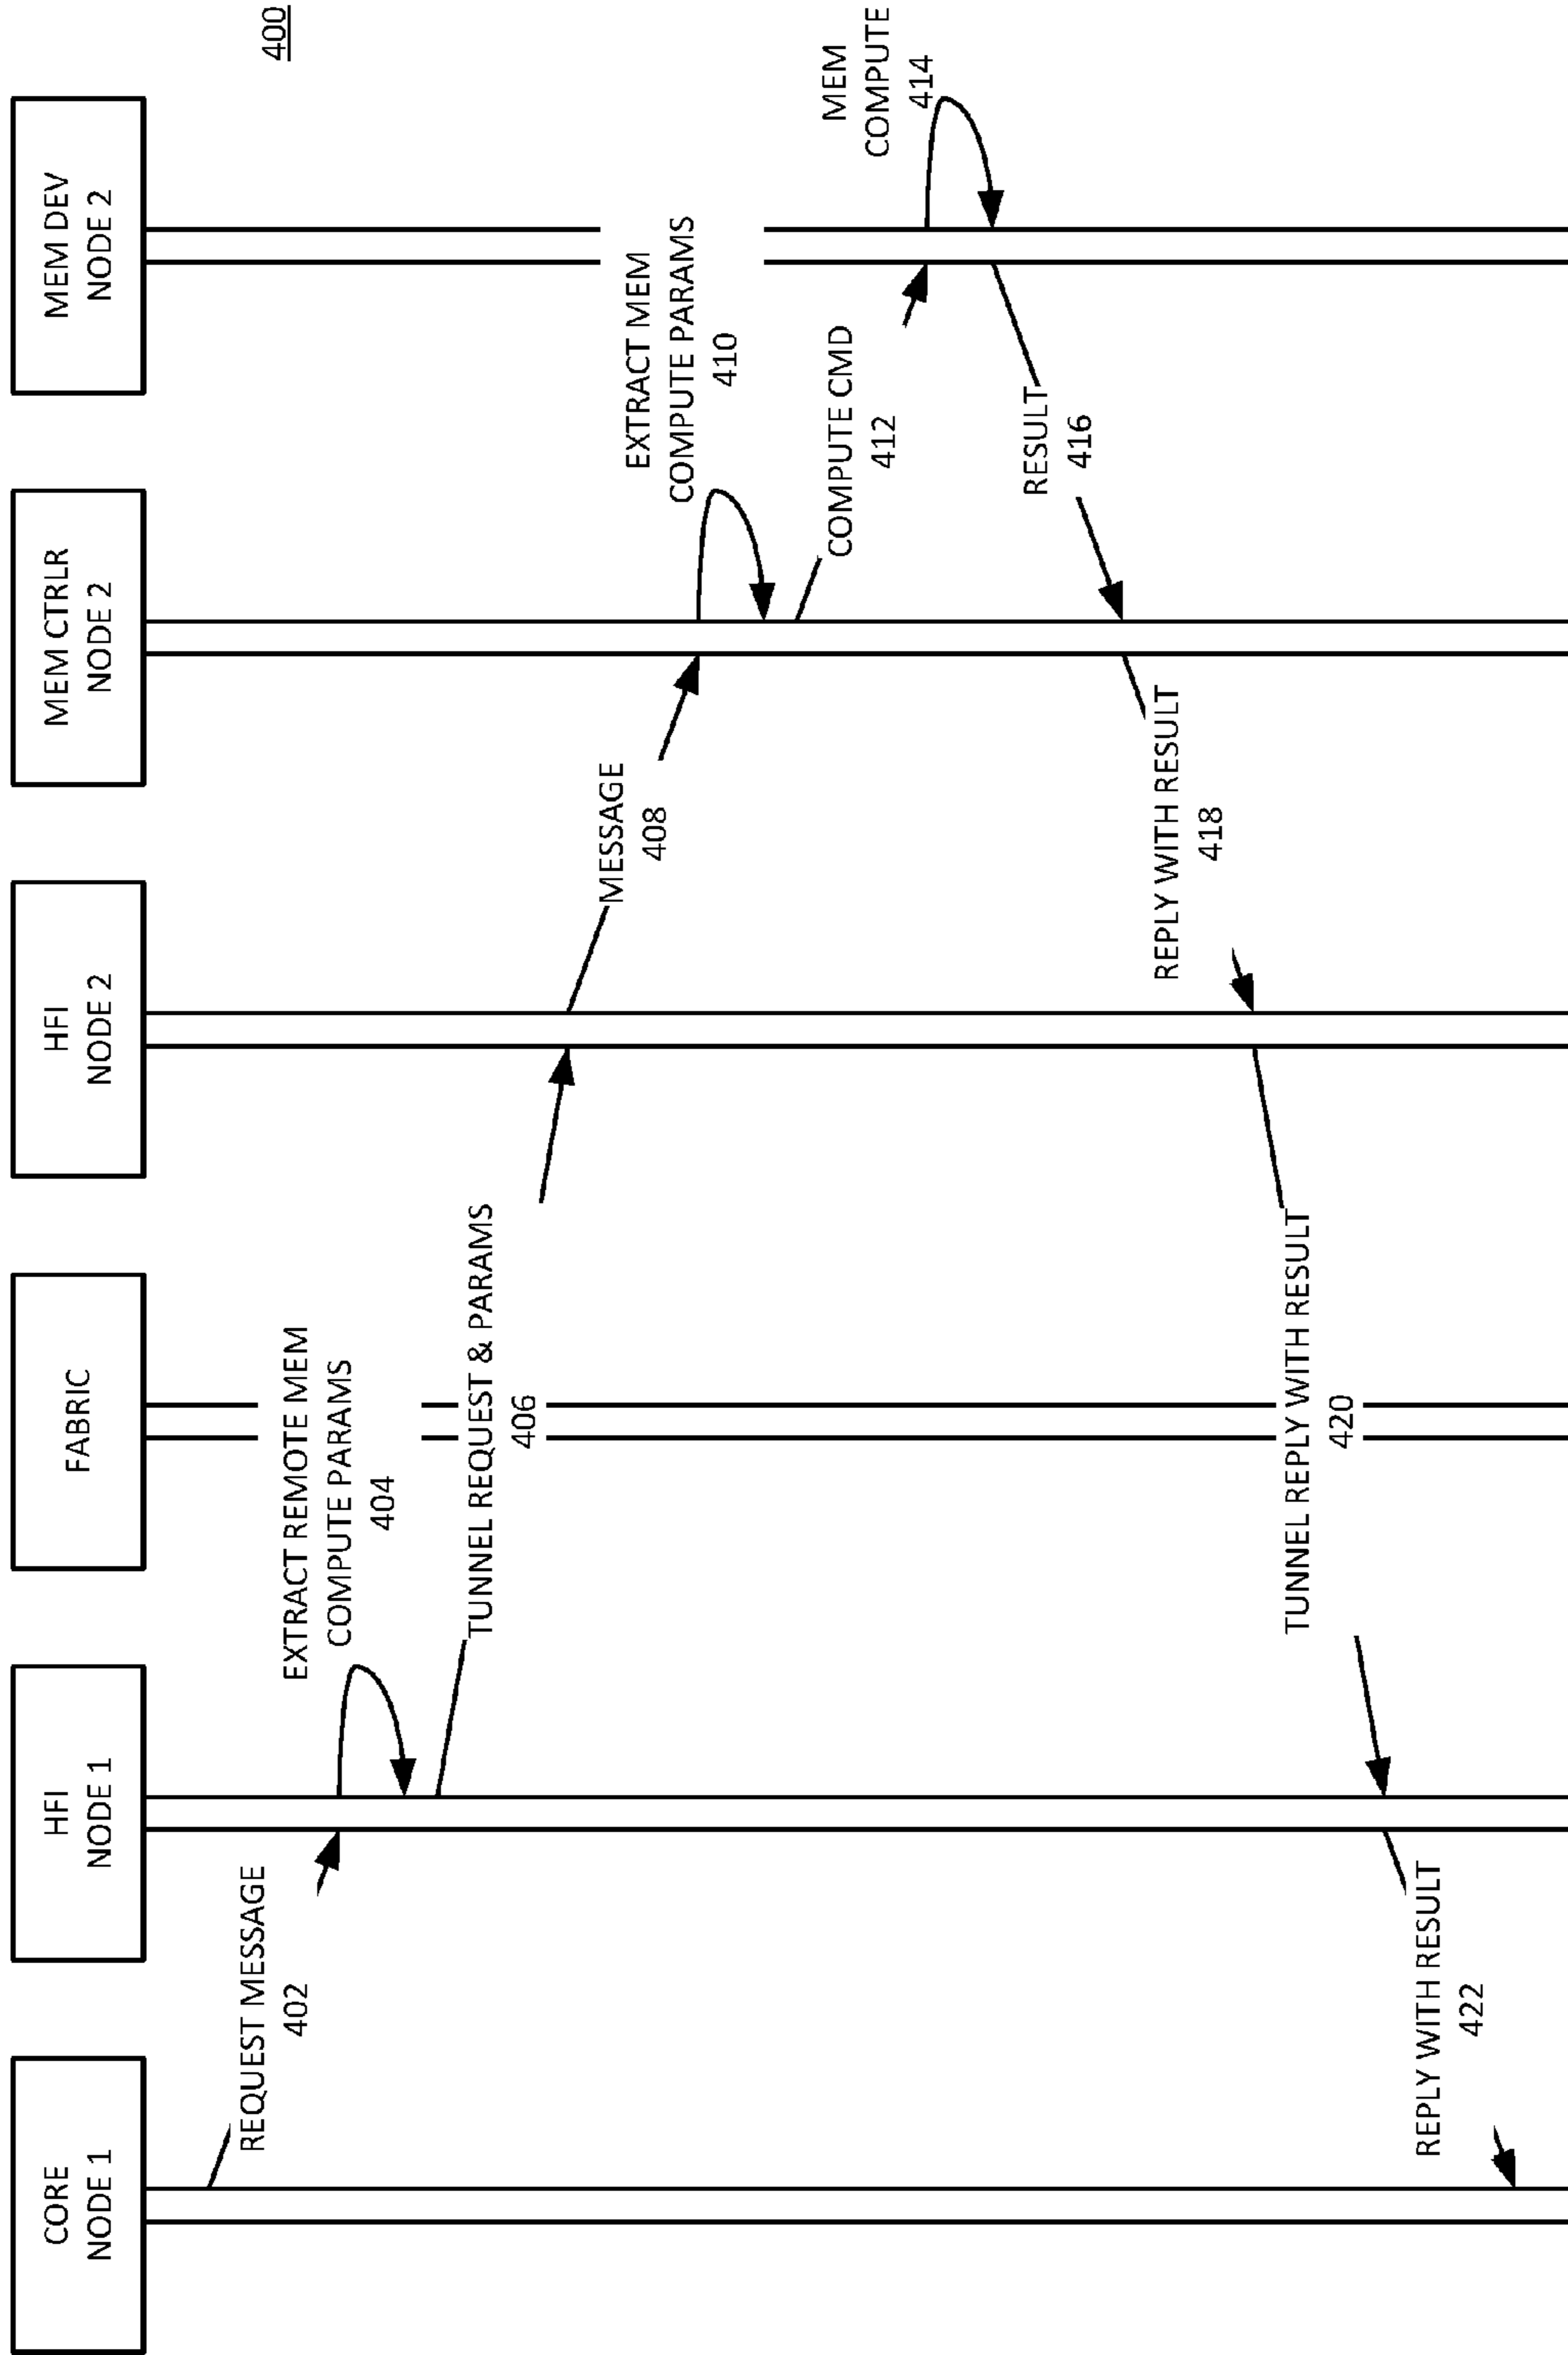 400
CORE
NODE 1
HFI
NODE 1
FABRIC
HFI
NODE 2
MEM CTRLR
NODE 2
MEM DEV
NODE 2
REQUEST MESSAGE
402
EXTRACT REMOTE MEM
COMPUTE PARAMS
404
TUNNEL REQUEST & PARAMS
406
MESSAGE
408
EXTRACT MEM
COMPUTE PARAMS
410
COMPUTE CMD
412
MEM
COMPUTE
414
RESULT
416
REPLY WITH RESULT
418
TUNNEL REPLY WITH RESULT
420
REPLY WITH RESULT
422